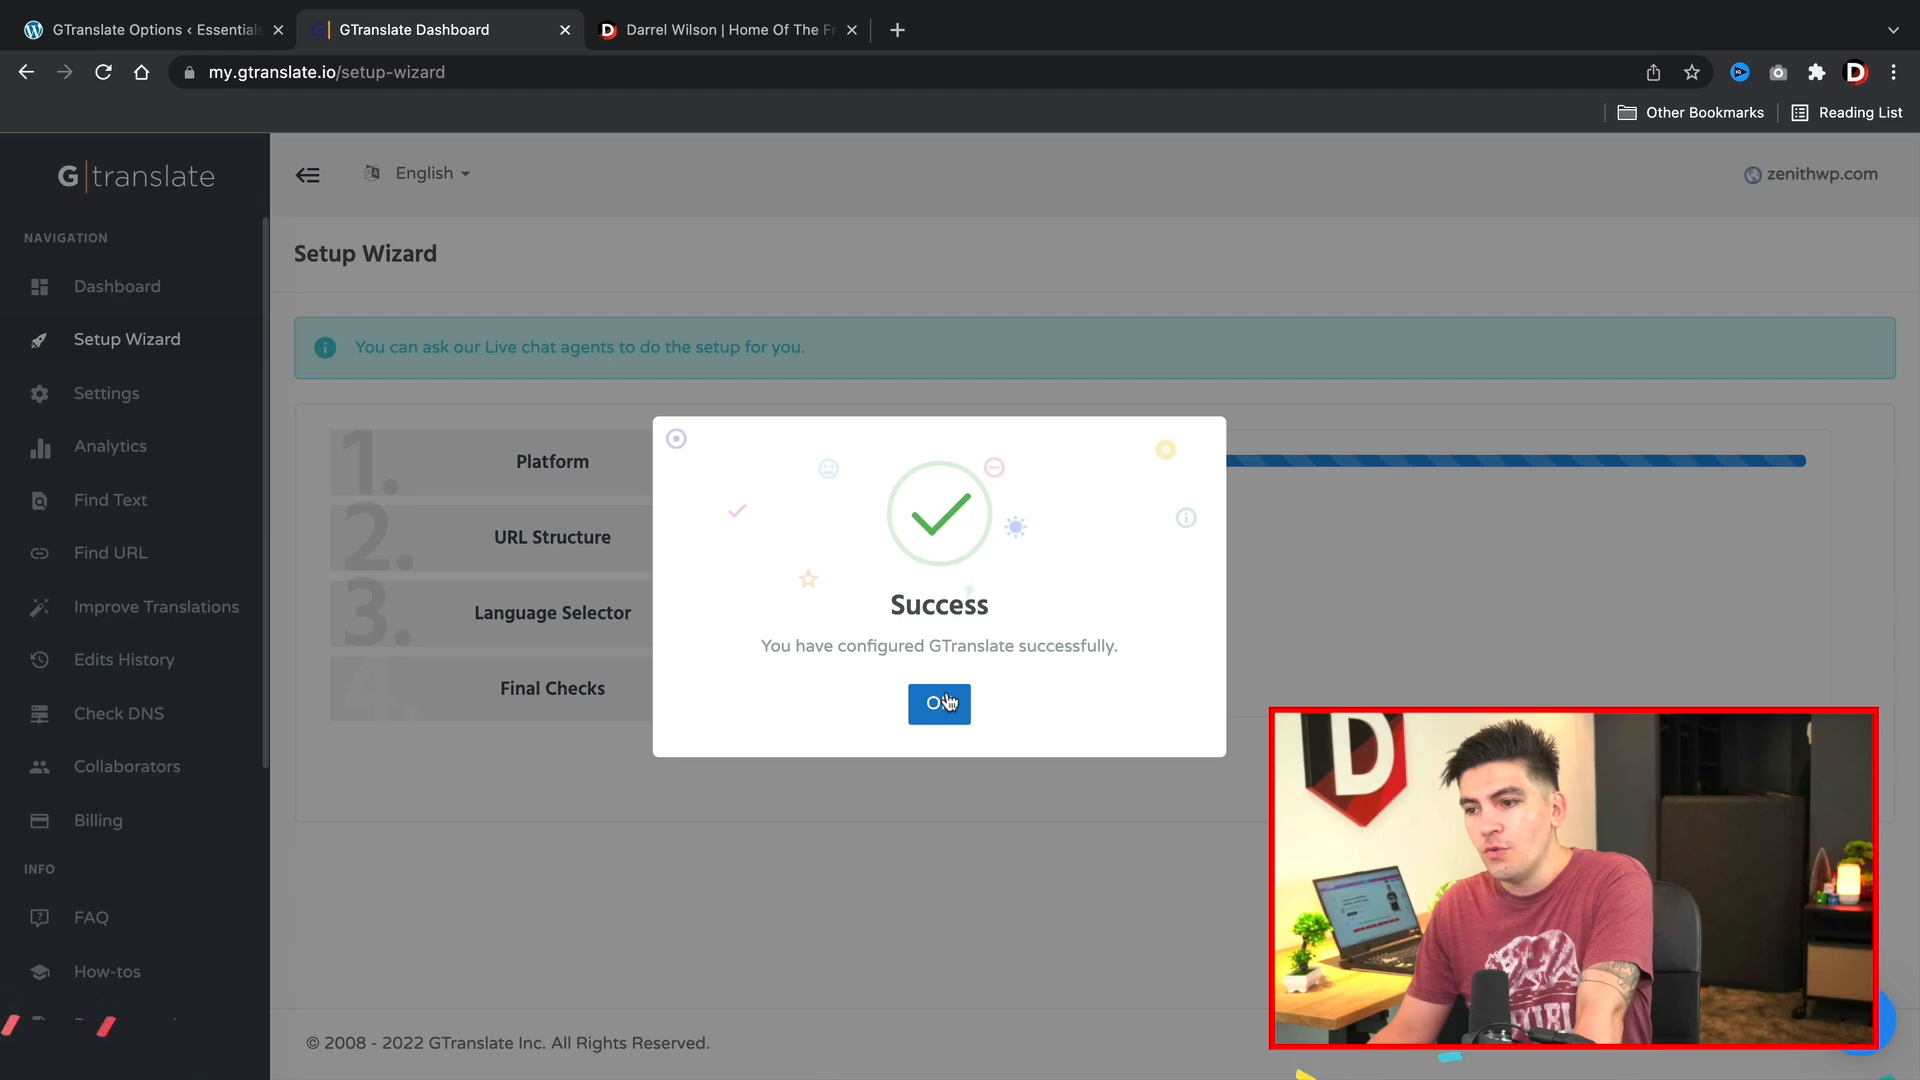 GTranslate Options ‹ Essentials
GTranslate Dashboard
Darrel Wilson | Home Of The Fr
my.gtranslate.io/setup-wizard
Other Bookmarks
Reading List
G translate
English
zenithwp.com
NAVIGATION
Setup Wizard
Dashboard
Setup Wizard
You can ask our Live chat agents to do the setup for you.
Settings
Analytics
1. Platform
Find Text
2. URL Structure
Find URL
Success
Improve Translations
3. Language Selector
You have configured GTranslate successfully.
Edits History
4. Final Checks
Check DNS
Collaborators
Billing
INFO
FAQ
How-tos
© 2008 - 2022 GTranslate Inc. All Rights Reserved.